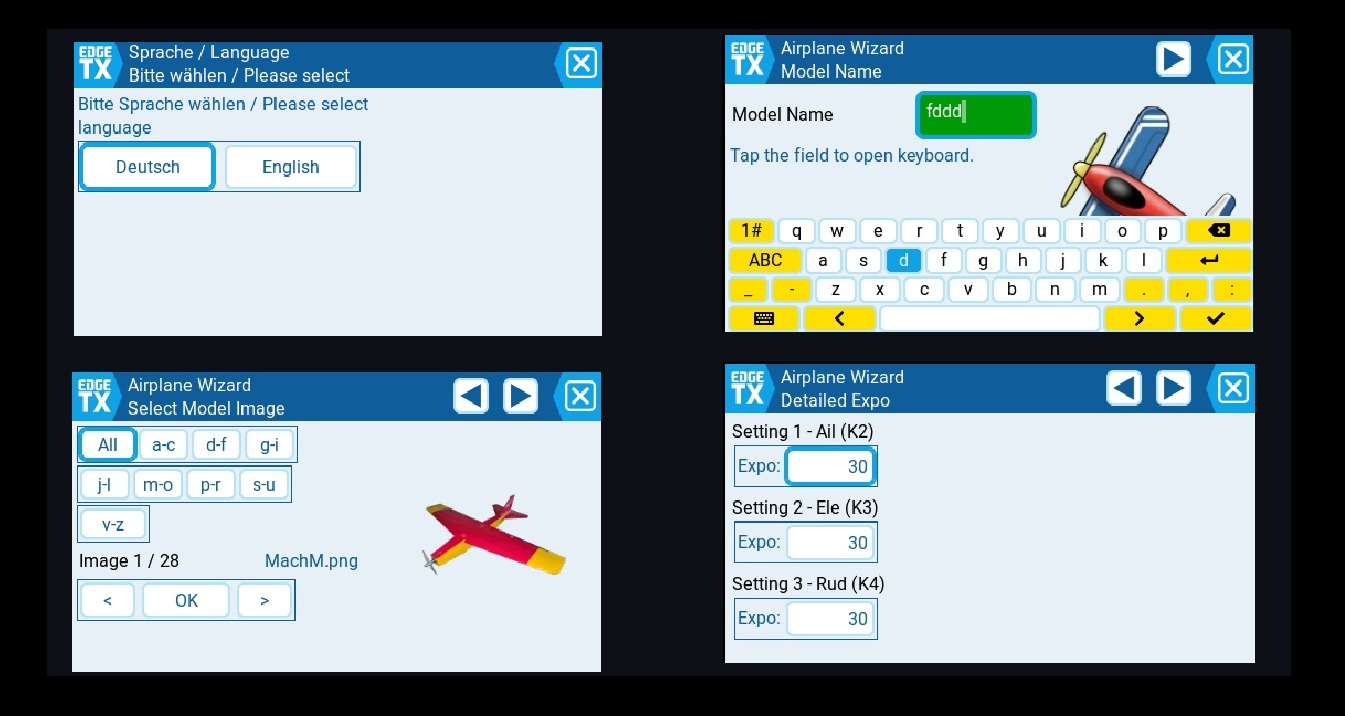 EDGE
TX
Sprache / Language
Bitte wählen / Please select
Bitte Sprache wählen / Please select
language
Deutsch English
EDGE
TX
Airplane Wizard
Model Name
Model Name fddd
Tap the field to open keyboard.
1# q w e r t y u i o p
ABC a s d f g h j k l
_ - z x c v b n m . , :
EDGE
TX
Airplane Wizard
Select Model Image
All a-c d-f g-i
j-l m-o p-r s-u
v-z
Image 1 / 28 MachM.png
< OK >
EDGE
TX
Airplane Wizard
Detailed Expo
Setting 1 - Ail (K2)
Expo: 30
Setting 2 - Ele (K3)
Expo: 30
Setting 3 - Rud (K4)
Expo: 30